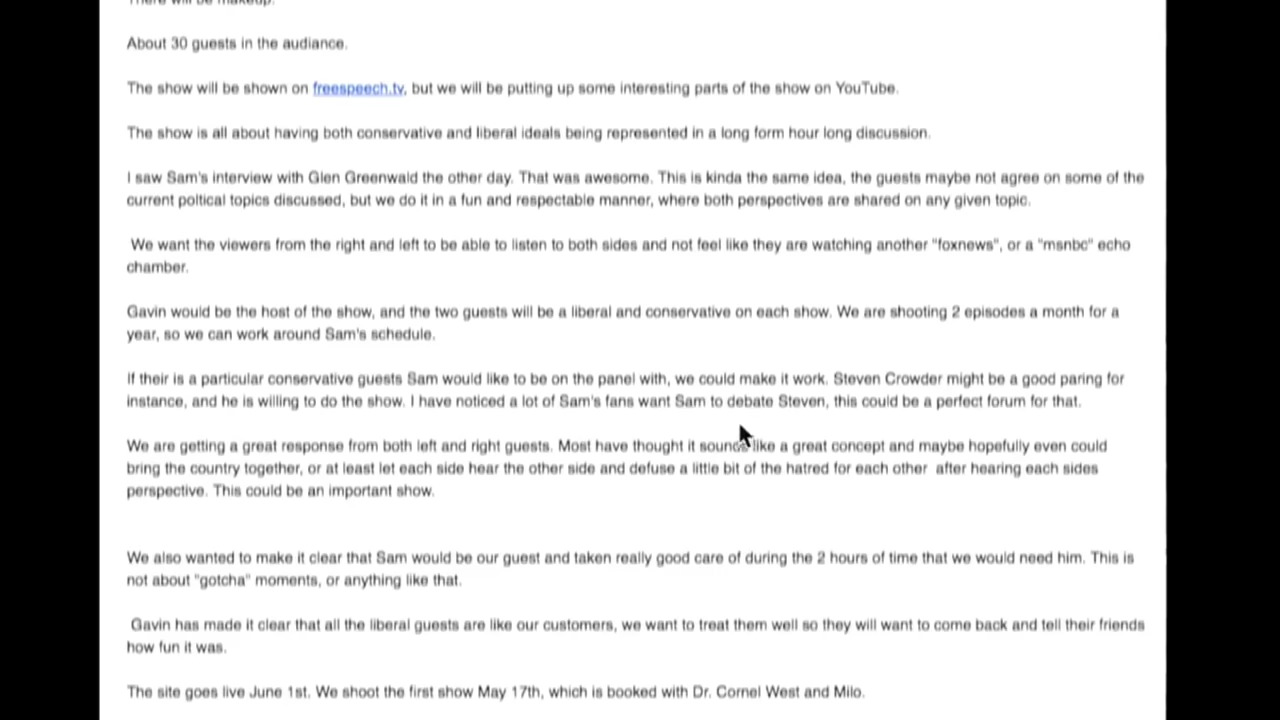 There will be makeup.
About 30 guests in the audiance.
The show will be shown on freespeech.tv, but we will be putting up some interesting parts of the show on YouTube.
The show is all about having both conservative and liberal ideals being represented in a long form hour long discussion.
I saw Sam's interview with Glen Greenwald the other day. That was awesome. This is kinda the same idea, the guests maybe not agree on some of the
current poltical topics discussed, but we do it in a fun and respectable manner, where both perspectives are shared on any given topic.
We want the viewers from the right and left to be able to listen to both sides and not feel like they are watching another "foxnews", or a "msnbc" echo
chamber.
Gavin would be the host of the show, and the two guests will be a liberal and conservative on each show. We are shooting 2 episodes a month for a
year, so we can work around Sam's schedule.
If their is a particular conservative guests Sam would like to be on the panel with, we could make it work. Steven Crowder might be a good paring for
instance, and he is willing to do the show. I have noticed a lot of Sam's fans want Sam to debate Steven, this could be a perfect forum for that.
We are getting a great response from both left and right guests. Most have thought it sounds like a great concept and maybe hopefully even could
bring the country together, or at least let each side hear the other side and defuse a little bit of the hatred for each other after hearing each sides
perspective. This could be an important show.
We also wanted to make it clear that Sam would be our guest and taken really good care of during the 2 hours of time that we would need him. This is
not about "gotcha" moments, or anything like that.
Gavin has made it clear that all the liberal guests are like our customers, we want to treat them well so they will want to come back and tell their friends
how fun it was.
The site goes live June 1st. We shoot the first show May 17th, which is booked with Dr. Cornel West and Milo.